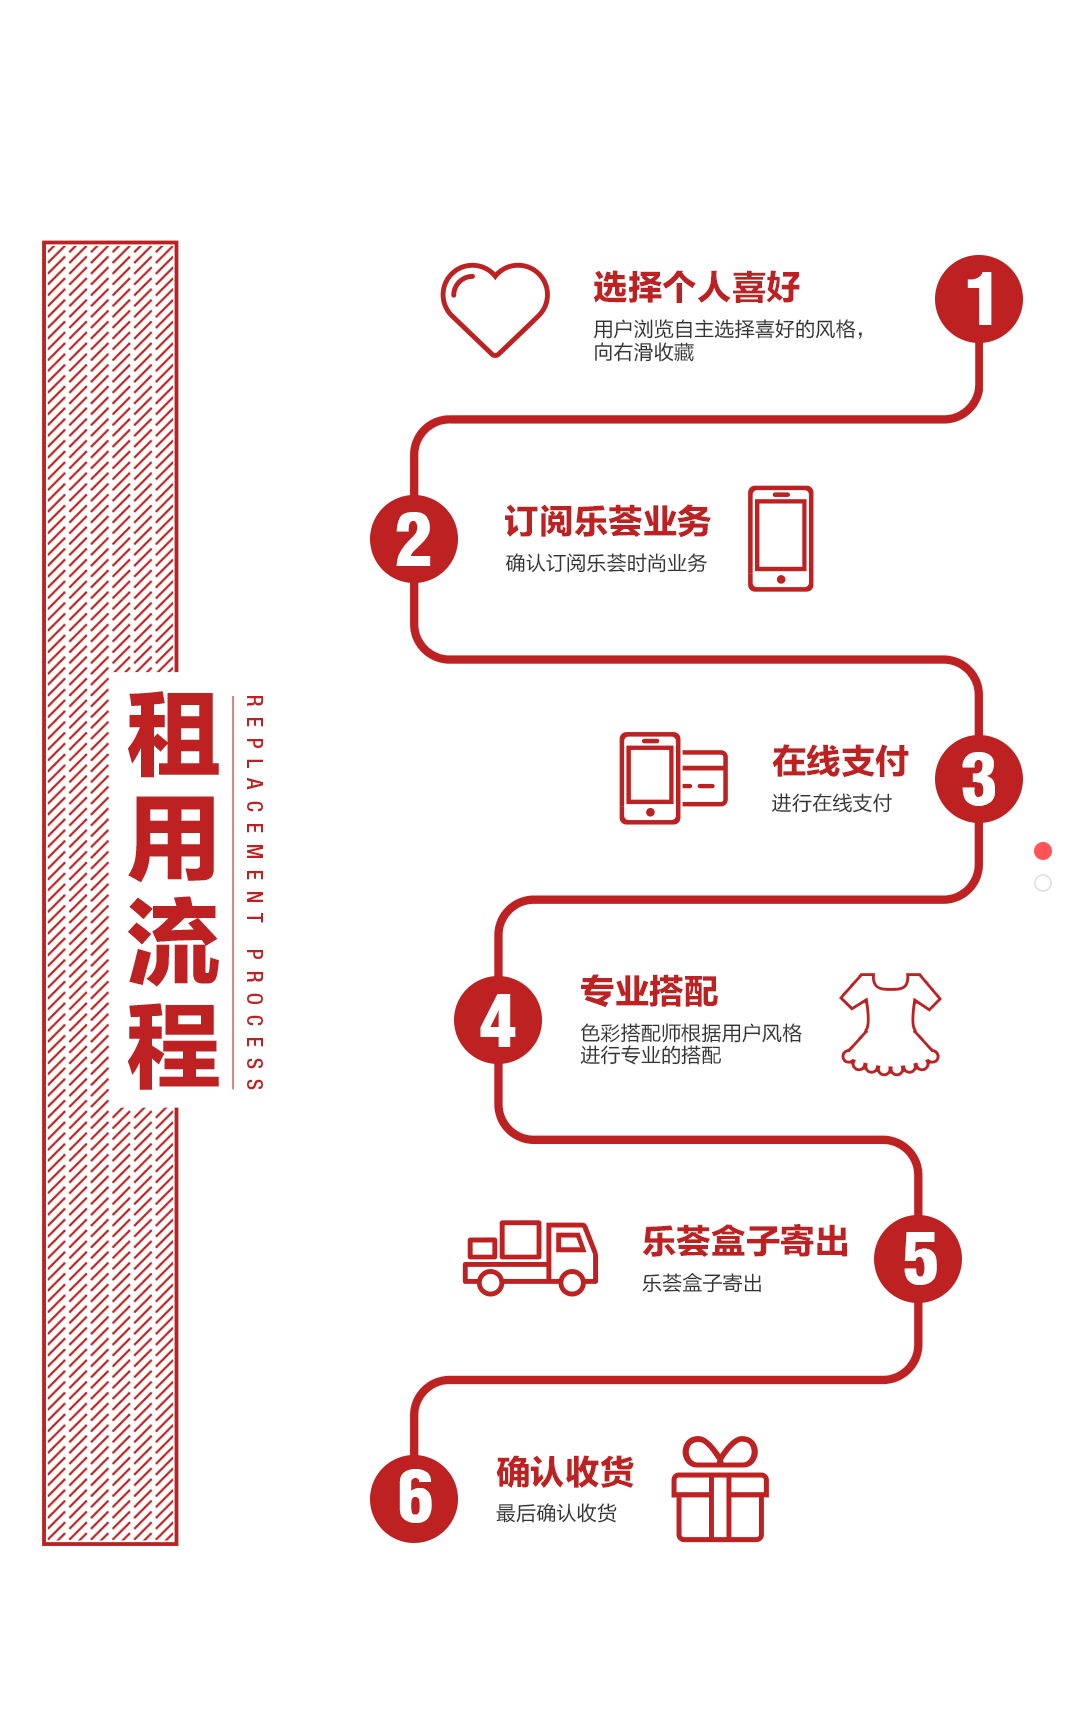 租用流程
REPLACEMENT PROCESS
1
选择个人喜好
用户浏览自主选择喜好的风格，
向右滑收藏
2
订阅乐荟业务
确认订阅乐荟时尚业务
3
在线支付
进行在线支付
4
专业搭配
色彩搭配师根据用户风格
进行专业的搭配
5
乐荟盒子寄出
乐荟盒子寄出
6
确认收货
最后确认收货